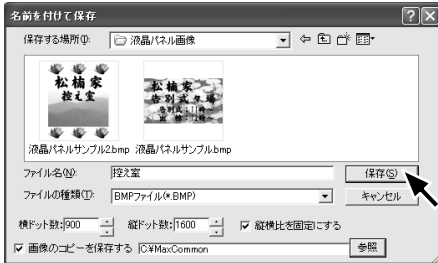 名前を付けて保存
保存する場所(I): 液晶パネル画像
松楠家
控え室
松楠家
告別式 式場
液晶パネルサンプル2.bmp 液晶パネルサンプル.bmp
ファイル名(N): 控え室 保存(S)
ファイルの種類(T): BMPファイル(*.BMP) キャンセル
横ドット数:900 縦ドット数:1600 縦横比を固定にする
画像のコピーを保存する C:¥MaxCommon 参照